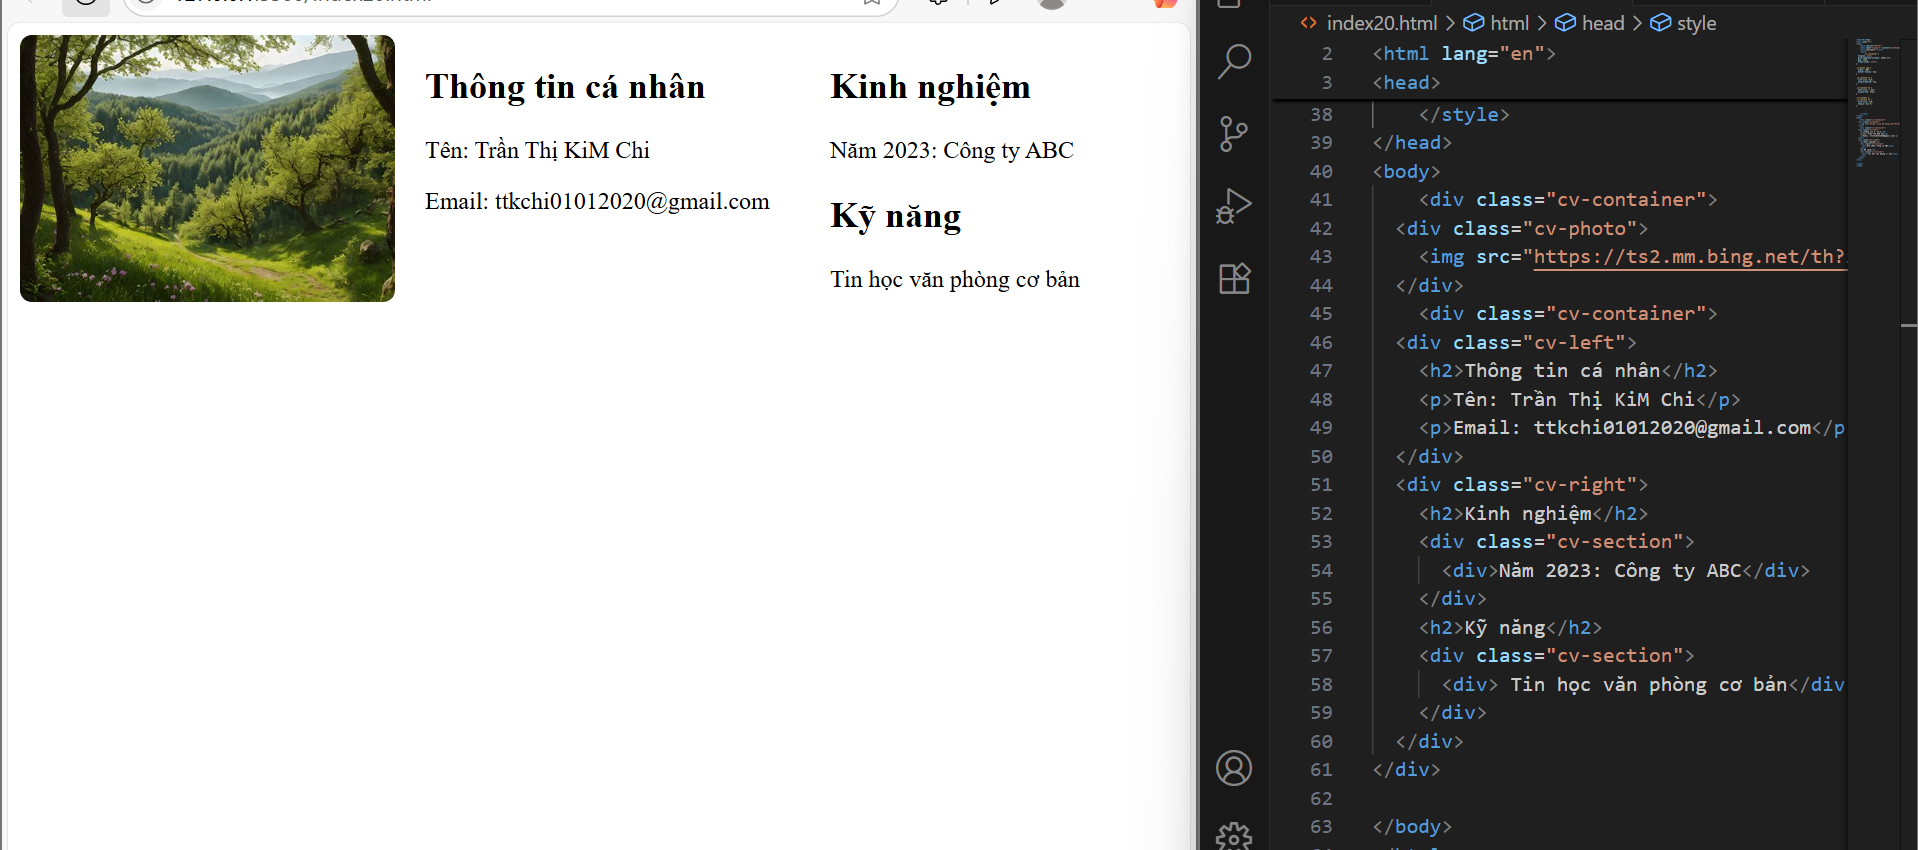 Thông tin cá nhân
Tên: Trần Thị KiM Chi
Email: ttkchi01012020@gmail.com
Kinh nghiệm
Năm 2023: Công ty ABC
Kỹ năng
Tin học văn phòng cơ bản
index20.html > html > head > style
2 <html lang="en">
3 <head>
38 </style>
39 </head>
40 <body>
41 <div class="cv-container">
42 <div class="cv-photo">
43 <img src="https://ts2.mm.bing.net/th?
44 </div>
45 <div class="cv-container">
46 <div class="cv-left">
47 <h2>Thông tin cá nhân</h2>
48 <p>Tên: Trần Thị KiM Chi</p>
49 <p>Email: ttkchi01012020@gmail.com</p
50 </div>
51 <div class="cv-right">
52 <h2>Kinh nghiệm</h2>
53 <div class="cv-section">
54 <div>Năm 2023: Công ty ABC</div>
55 </div>
56 <h2>Kỹ năng</h2>
57 <div class="cv-section">
58 <div> Tin học văn phòng cơ bản</div
59 </div>
60 </div>
61 </div>
62
63 </body>